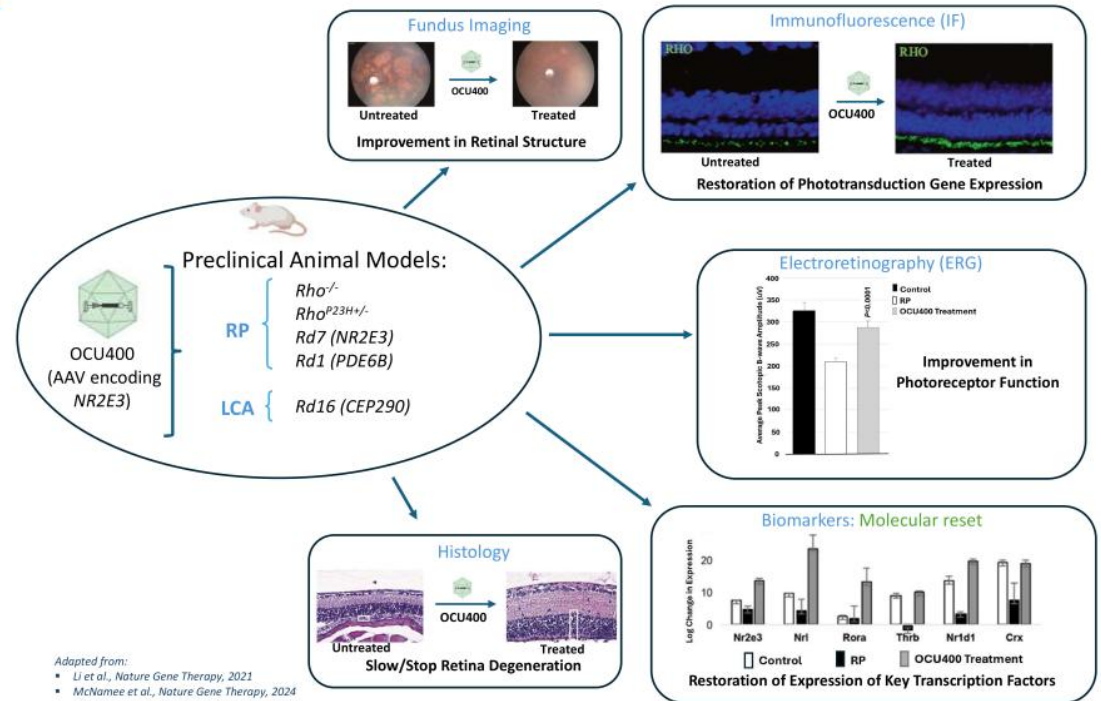 Fundus Imaging
OCU400
Untreated
Treated
Improvement in Retinal Structure
Immunofluorescence (IF)
RHO
RHO
OCU400
Untreated
Treated
Restoration of Phototransduction Gene Expression
Preclinical Animal Models:
OCU400
(AAV encoding
NR2E3)
RP
Rho-/-
RhoP23H+/-
Rd7 (NR2E3)
Rd1 (PDE6B)
LCA
Rd16 (CEP290)
Electroretinography (ERG)
Average Peak Scotopic B-wave Amplitude (uV)
400
350
300
250
200
150
100
50
0
P<0.0001
Control
RP
OCU400 Treatment
Improvement in
Photoreceptor Function
Histology
OCU400
Untreated
Treated
Slow/Stop Retina Degeneration
Biomarkers: Molecular reset
Log Change in Expression
20
10
0
Nr2e3 Nrl Rora Thrb Nr1d1 Crx
Control RP OCU400 Treatment
Restoration of Expression of Key Transcription Factors
Adapted from:
▪ Li et al., Nature Gene Therapy, 2021
▪ McNamee et al., Nature Gene Therapy, 2024